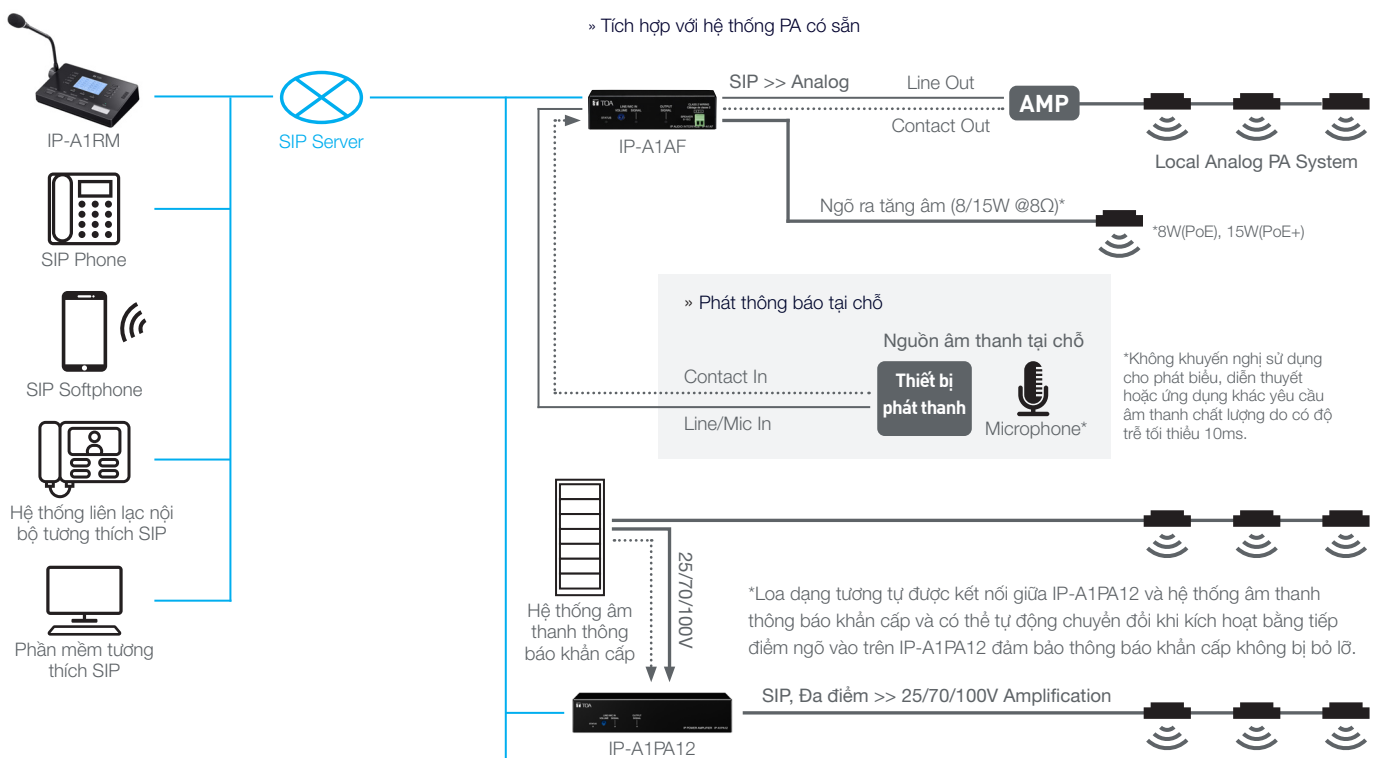 » Tích hợp với hệ thống PA có sẵn
IP-A1RM
SIP Phone
SIP Softphone
Hệ thống liên lạc nội
bộ tương thích SIP
Phần mềm tương
thích SIP
SIP Server
TOA
IP-A1AF
SIP >> Analog
Line Out
Contact Out
AMP
Local Analog PA System
Ngõ ra tăng âm (8/15W @8Ω)*
*8W(PoE), 15W(PoE+)
» Phát thông báo tại chỗ
Nguồn âm thanh tại chỗ
Contact In
Line/Mic In
Thiết bị
phát thanh
Microphone*
*Không khuyến nghị sử dụng
cho phát biểu, diễn thuyết
hoặc ứng dụng khác yêu cầu
âm thanh chất lượng do có độ
trễ tối thiểu 10ms.
Hệ thống âm
thanh thông
báo khẩn cấp
25/70/100V
*Loa dạng tương tự được kết nối giữa IP-A1PA12 và hệ thống âm thanh
thông báo khẩn cấp và có thể tự động chuyển đổi khi kích hoạt bằng tiếp
điểm ngõ vào trên IP-A1PA12 đảm bảo thông báo khẩn cấp không bị bỏ lỡ.
TOA
IP-A1PA12
SIP, Đa điểm >> 25/70/100V Amplification